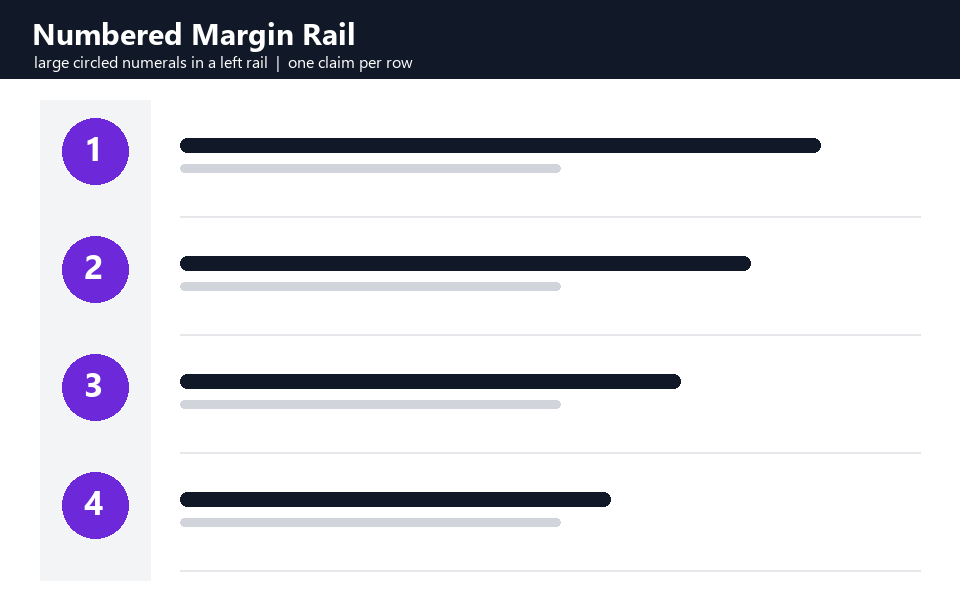 Numbered Margin Rail
large circled numerals in a left rail | one claim per row
1
2
3
4